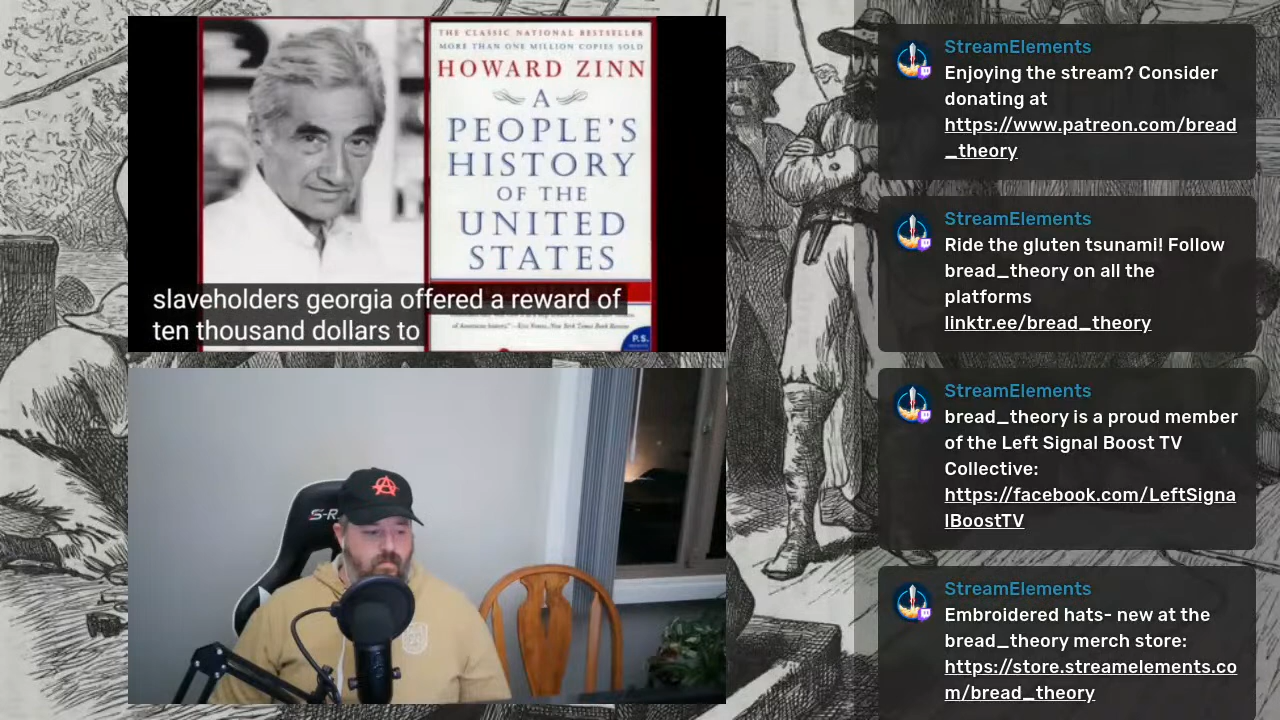 THE CLASSIC NATIONAL BESTSELLER
MORE THAN ONE MILLION COPIES SOLD
HOWARD ZINN
A
PEOPLE'S
HISTORY
OF THE
UNITED
STATES
slaveholders georgia offered a reward of
ten thousand dollars to
P.S.
S-R
StreamElements
Enjoying the stream? Consider
donating at
https://www.patreon.com/bread
_theory
StreamElements
Ride the gluten tsunami! Follow
bread_theory on all the
platforms
linktr.ee/bread_theory
StreamElements
bread_theory is a proud member
of the Left Signal Boost TV
Collective:
https://facebook.com/LeftSigna
lBoostTV
StreamElements
Embroidered hats- new at the
bread_theory merch store:
https://store.streamelements.co
m/bread_theory